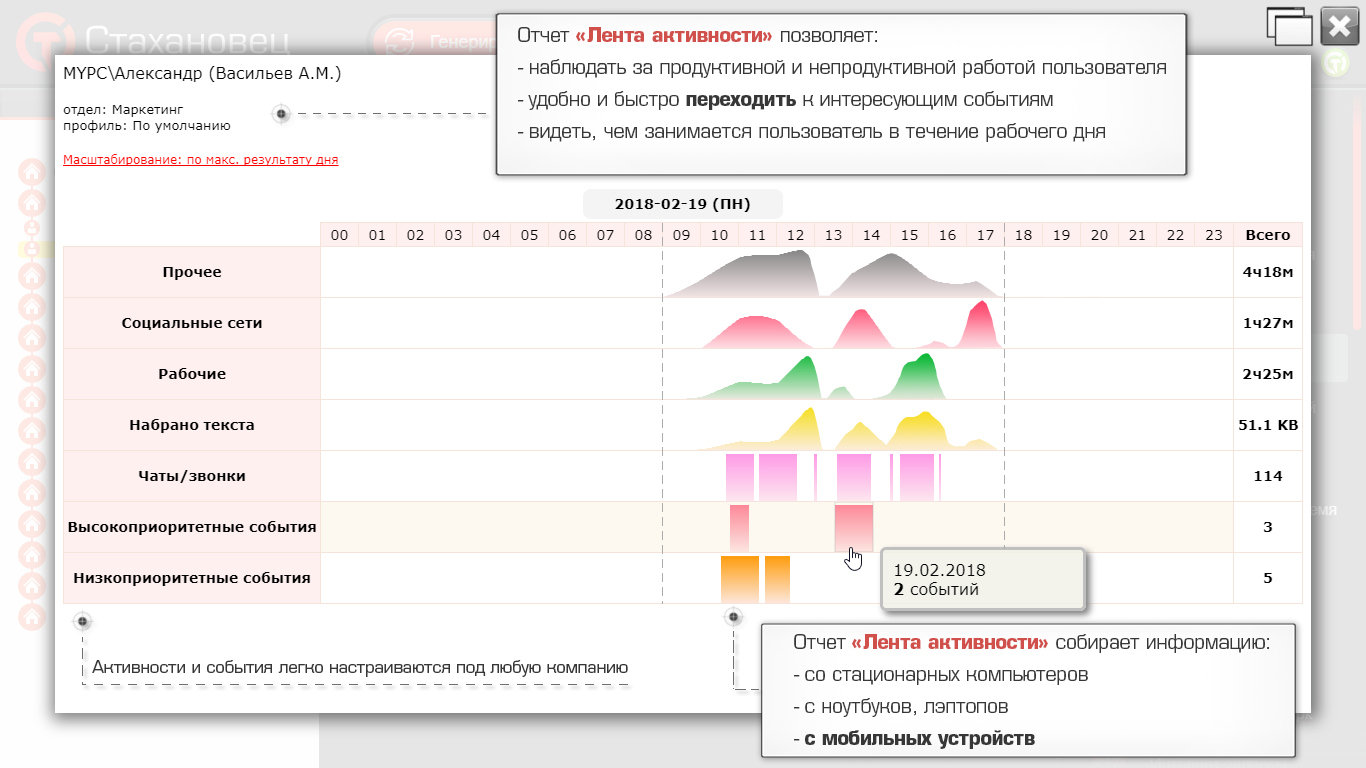 Стахановец
Генерир
Отчет «Лента активности» позволяет:
- наблюдать за продуктивной и непродуктивной работой пользователя
- удобно и быстро переходить к интересующим событиям
- видеть, чем занимается пользователь в течение рабочего дня
MYPC\Александр (Васильев А.М.)
отдел: Маркетинг
профиль: По умолчанию
Масштабирование: по макс. результату дня
2018-02-19 (ПН)
00 01 02 03 04 05 06 07 08 09 10 11 12 13 14 15 16 17 18 19 20 21 22 23 Всего
Прочее 4ч18м
Социальные сети 1ч27м
Рабочие 2ч25м
Набрано текста 51.1 KB
Чаты/звонки 114
Высокоприоритетные события 3
Низкоприоритетные события 5
19.02.2018
2 событий
Активности и события легко настраиваются под любую компанию
Отчет «Лента активности» собирает информацию:
- со стационарных компьютеров
- с ноутбуков, лэптопов
- с мобильных устройств